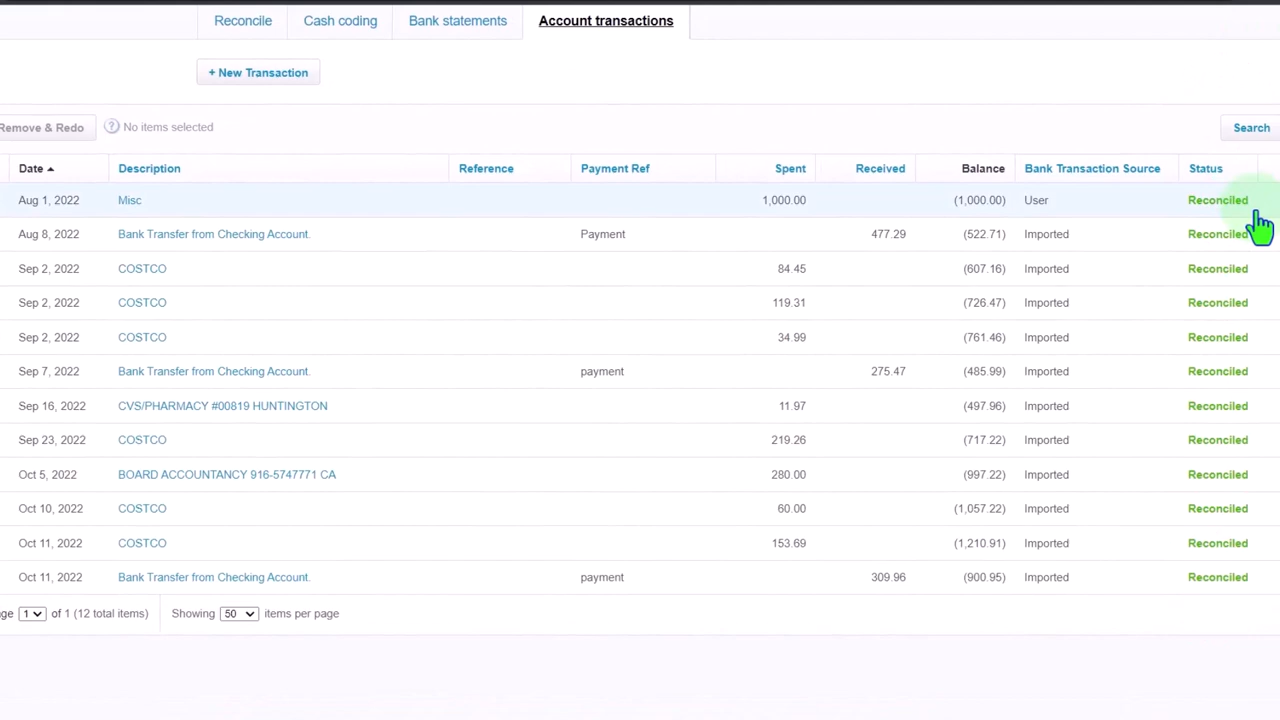 Reconcile Cash coding Bank statements Account transactions
+ New Transaction
Remove & Redo ? No items selected Search
Date Description Reference Payment Ref Spent Received Balance Bank Transaction Source Status
Aug 1, 2022 Misc 1,000.00 (1,000.00) User Reconciled
Aug 8, 2022 Bank Transfer from Checking Account. Payment 477.29 (522.71) Imported Reconciled
Sep 2, 2022 COSTCO 84.45 (607.16) Imported Reconciled
Sep 2, 2022 COSTCO 119.31 (726.47) Imported Reconciled
Sep 2, 2022 COSTCO 34.99 (761.46) Imported Reconciled
Sep 7, 2022 Bank Transfer from Checking Account. payment 275.47 (485.99) Imported Reconciled
Sep 16, 2022 CVS/PHARMACY #00819 HUNTINGTON 11.97 (497.96) Imported Reconciled
Sep 23, 2022 COSTCO 219.26 (717.22) Imported Reconciled
Oct 5, 2022 BOARD ACCOUNTANCY 916-5747771 CA 280.00 (997.22) Imported Reconciled
Oct 10, 2022 COSTCO 60.00 (1,057.22) Imported Reconciled
Oct 11, 2022 COSTCO 153.69 (1,210.91) Imported Reconciled
Oct 11, 2022 Bank Transfer from Checking Account. payment 309.96 (900.95) Imported Reconciled
ge 1 of 1 (12 total items) Showing 50 items per page